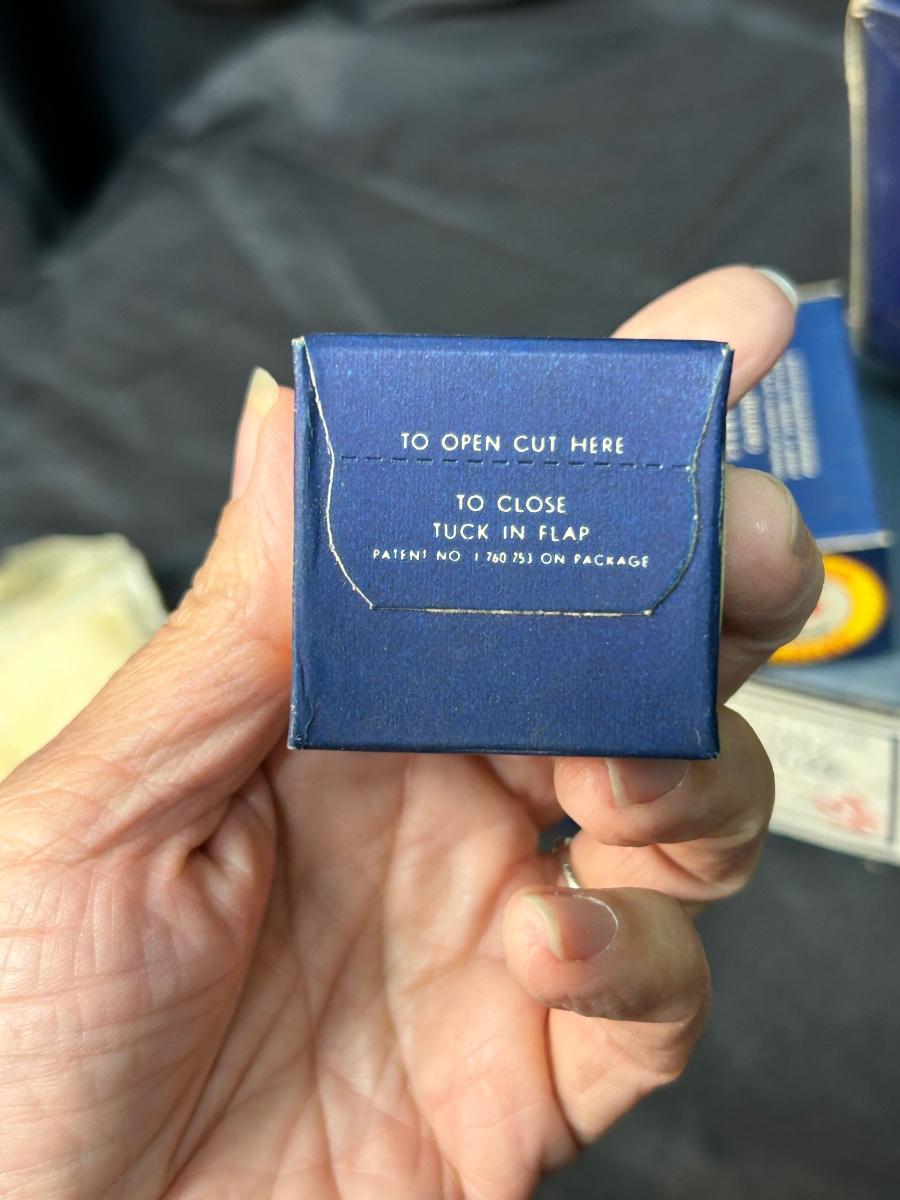 TO OPEN CUT HERE
TO CLOSE
TUCK IN FLAP
PATENT NO 1 760 753 ON PACKAGE